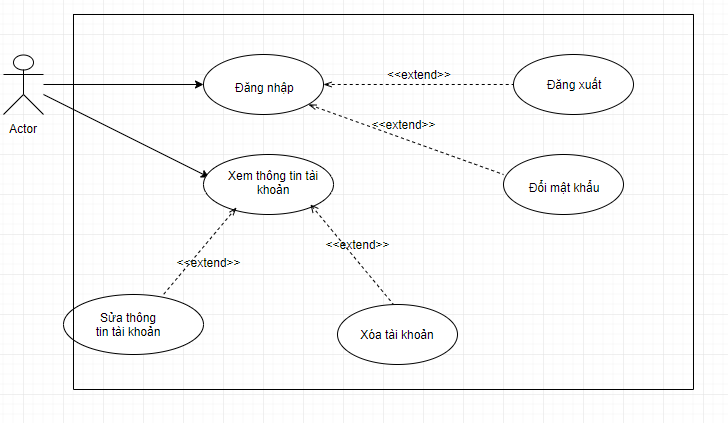 Actor
Đăng nhập
<<extend>>
Đăng xuất
<<extend>>
Xem thông tin tài
khoản
Đổi mật khẩu
<<extend>>
<<extend>>
Sửa thông
tin tài khoản
Xóa tài khoản